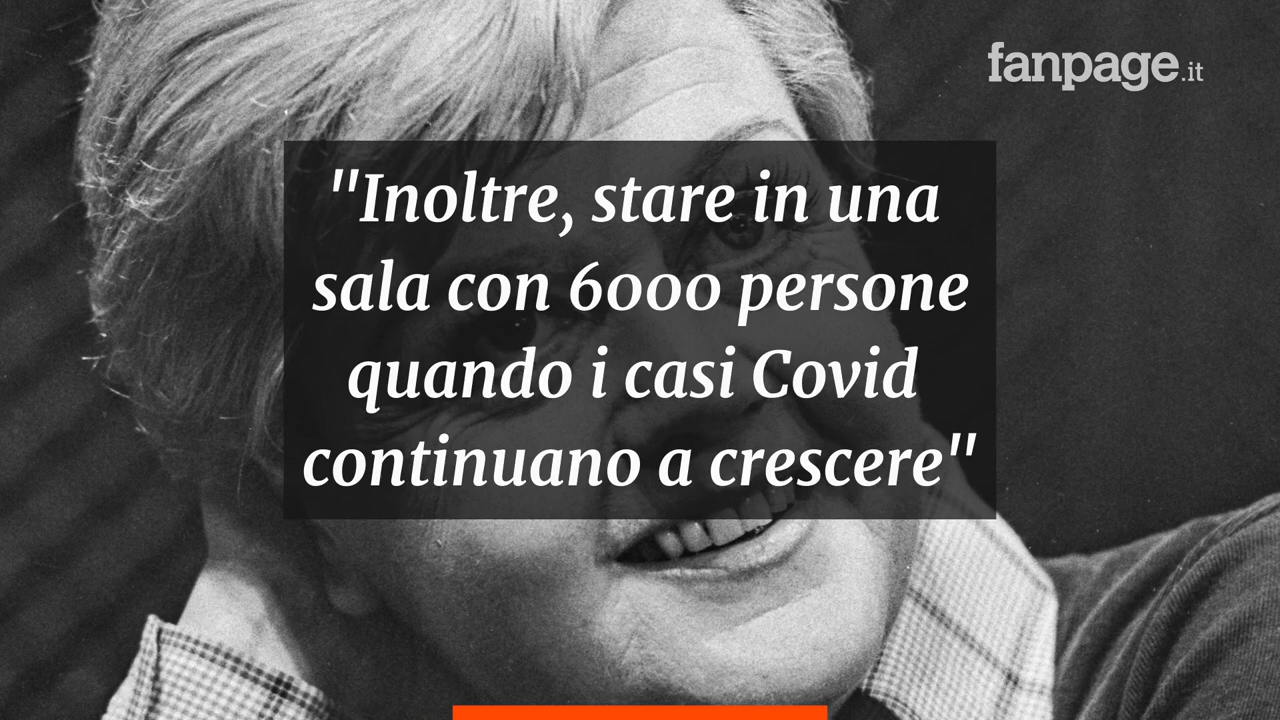 fanpage.it
"Inoltre, stare in una
sala con 6000 persone
quando i casi Covid
continuano a crescere"